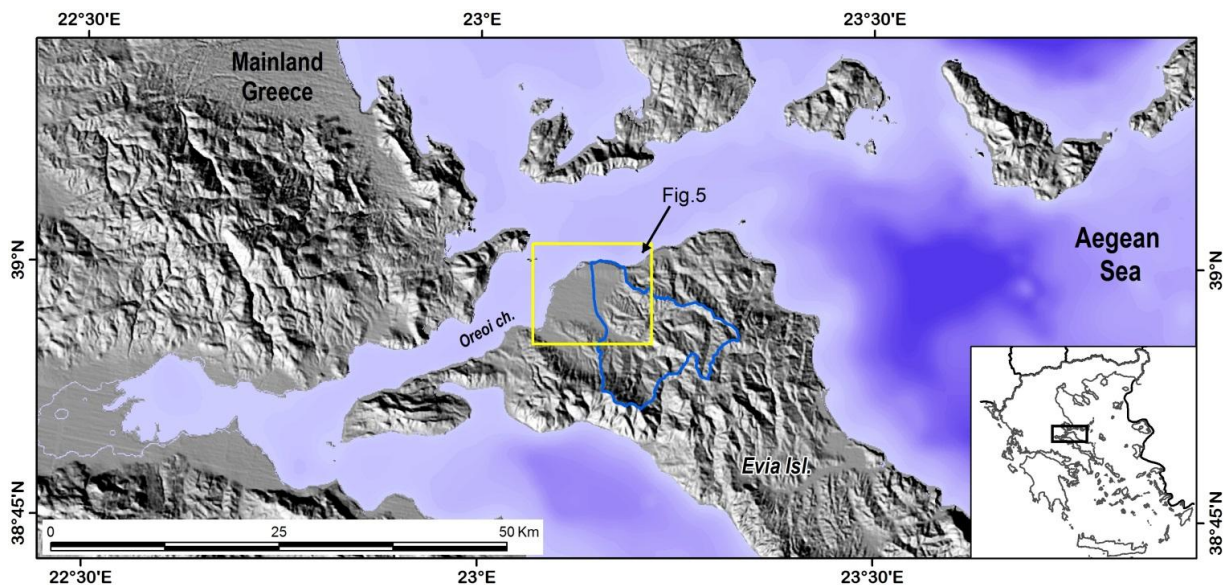 22°30'E
23°E
23°30'E
Mainland
Greece
Fig.5
39°N
39°N
Aegean
Sea
Oreoi ch.
Evia Isl.
38°45'N
38°45'N
0
25
50 Km
22°30'E
23°E
23°30'E